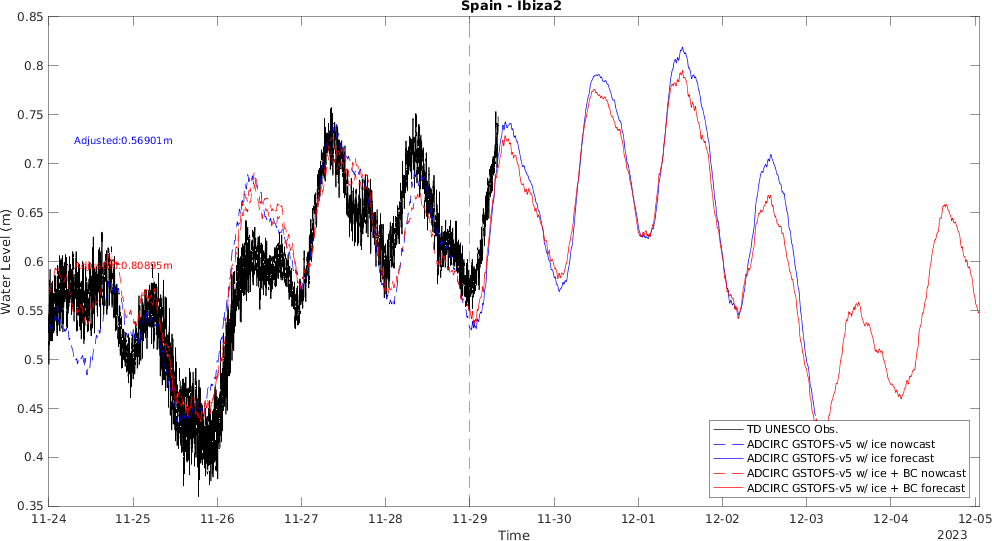 Spain - Ibiza2
0.85
0.8
0.75
0.7
0.65
0.6
0.55
0.5
0.45
0.4
0.35
Water Level (m)
Adjusted:0.56901m
Adjusted:0.80895m
TD UNESCO Obs.
ADCIRC GSTOFS-v5 w/ ice nowcast
ADCIRC GSTOFS-v5 w/ ice forecast
ADCIRC GSTOFS-v5 w/ ice + BC nowcast
ADCIRC GSTOFS-v5 w/ ice + BC forecast
11-24 11-25 11-26 11-27 11-28 11-29 11-30 12-01 12-02 12-03 12-04 12-05
Time
2023